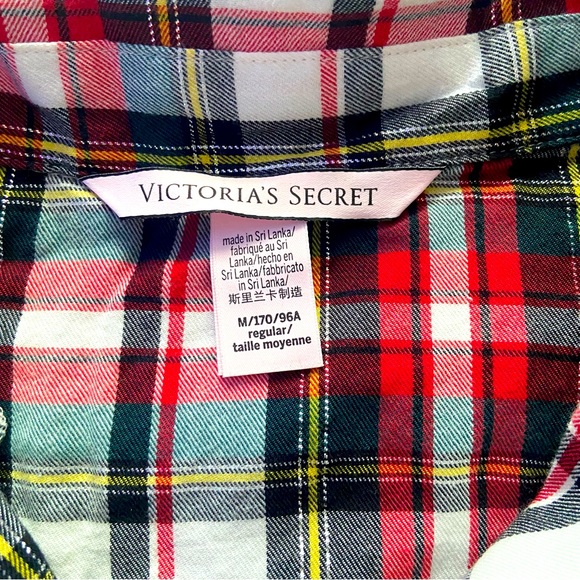 VICTORIA'S SECRET
made in Sri Lanka/
fabriqué au Sri
Lanka/hecho en
Sri Lanka/fabbricato
in Sri Lanka/
斯里兰卡制造
M/170/96A
regular/
taille moyenne